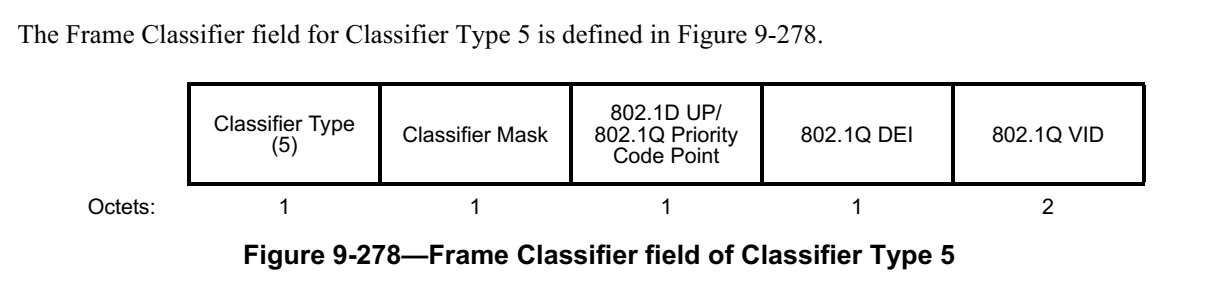 The Frame Classifier field for Classifier Type 5 is defined in Figure 9-278.
Classifier Type
(5)
Classifier Mask
802.1D UP/
802.1Q Priority
Code Point
802.1Q DEI
802.1Q VID
Octets: 1 1 1 1 2
Figure 9-278—Frame Classifier field of Classifier Type 5